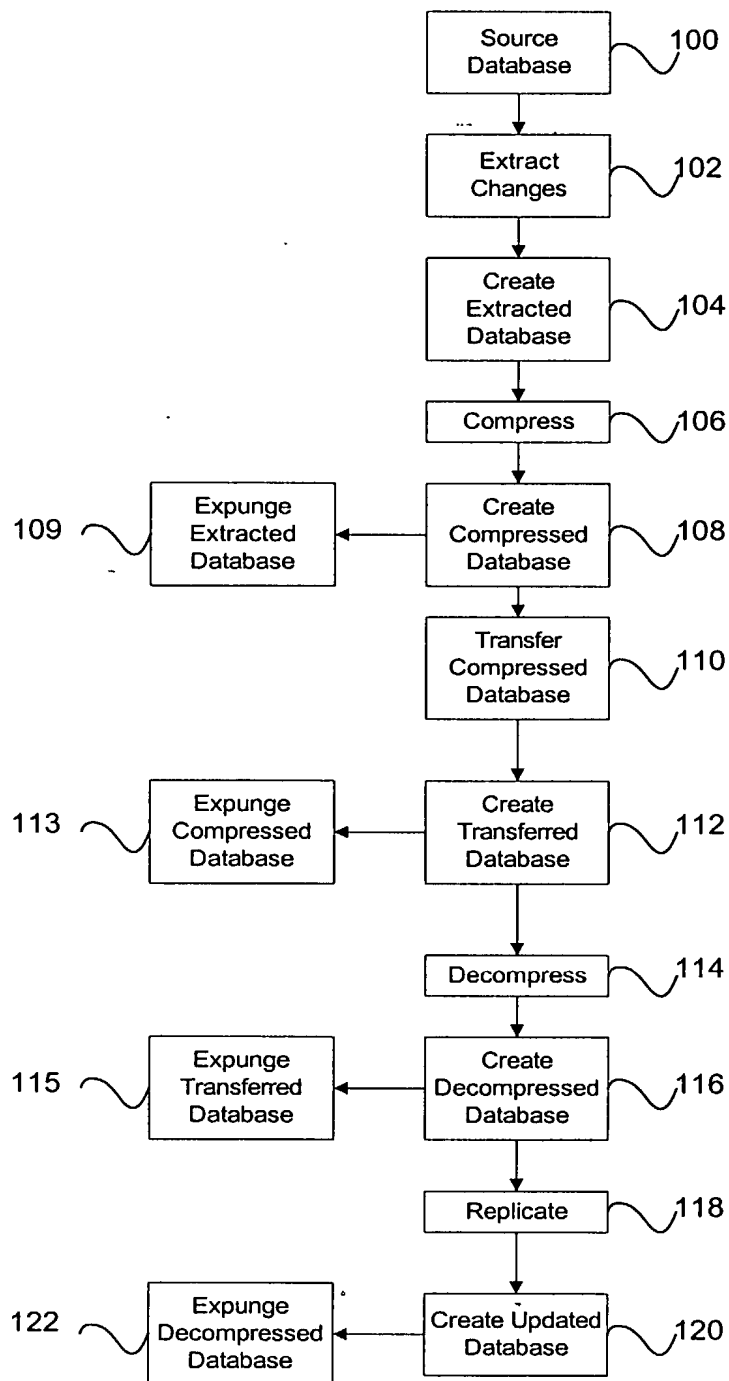 Source
Database
100
Extract
Changes
102
Create
Extracted
Database
104
Compress
106
109
Expunge
Extracted
Database
Create
Compressed
Database
108
Transfer
Compressed
Database
110
113
Expunge
Compressed
Database
Create
Transferred
Database
112
Decompress
114
115
Expunge
Transferred
Database
Create
Decompressed
Database
116
Replicate
118
122
Expunge
Decompressed
Database
Create Updated
Database
120